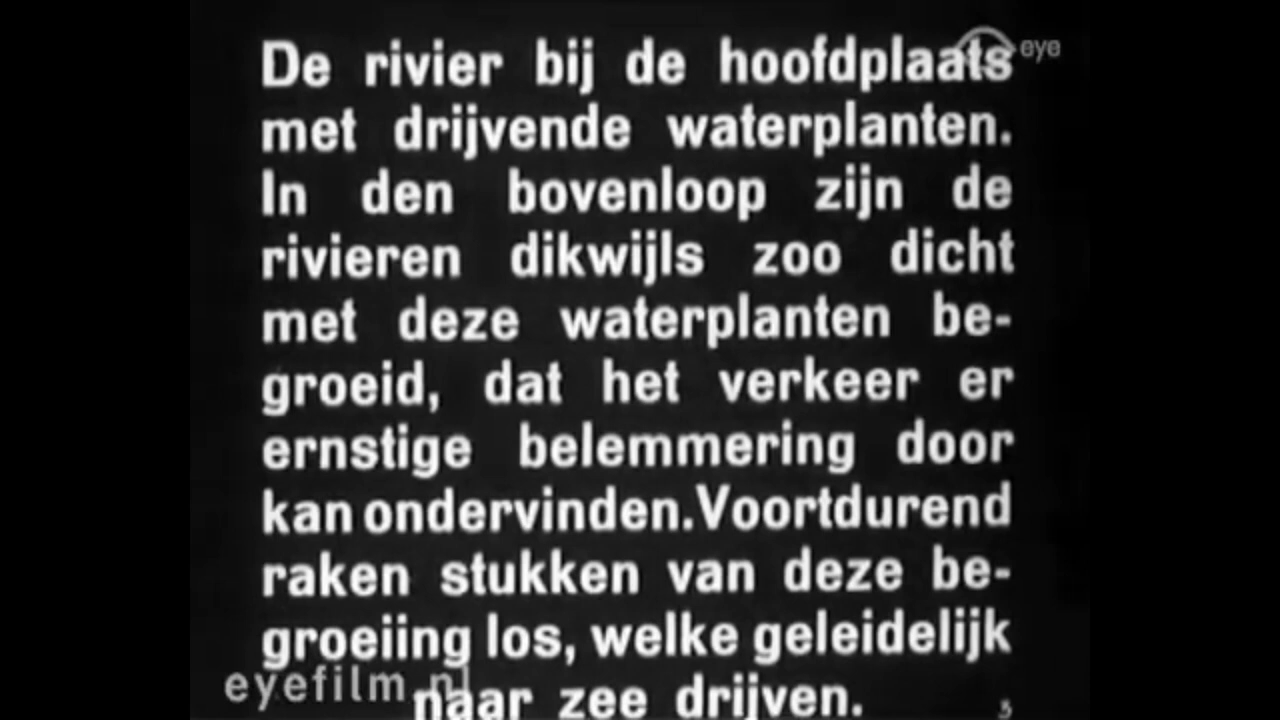 De rivier bij de hoofdplaats
met drijvende waterplanten.
In den bovenloop zijn de
rivieren dikwijls zoo dicht
met deze waterplanten be-
groeid, dat het verkeer er
ernstige belemmering door
kan ondervinden. Voortdurend
raken stukken van deze be-
groeiing los, welke geleidelijk
naar zee drijven.
3
eye
eyefilm.nl